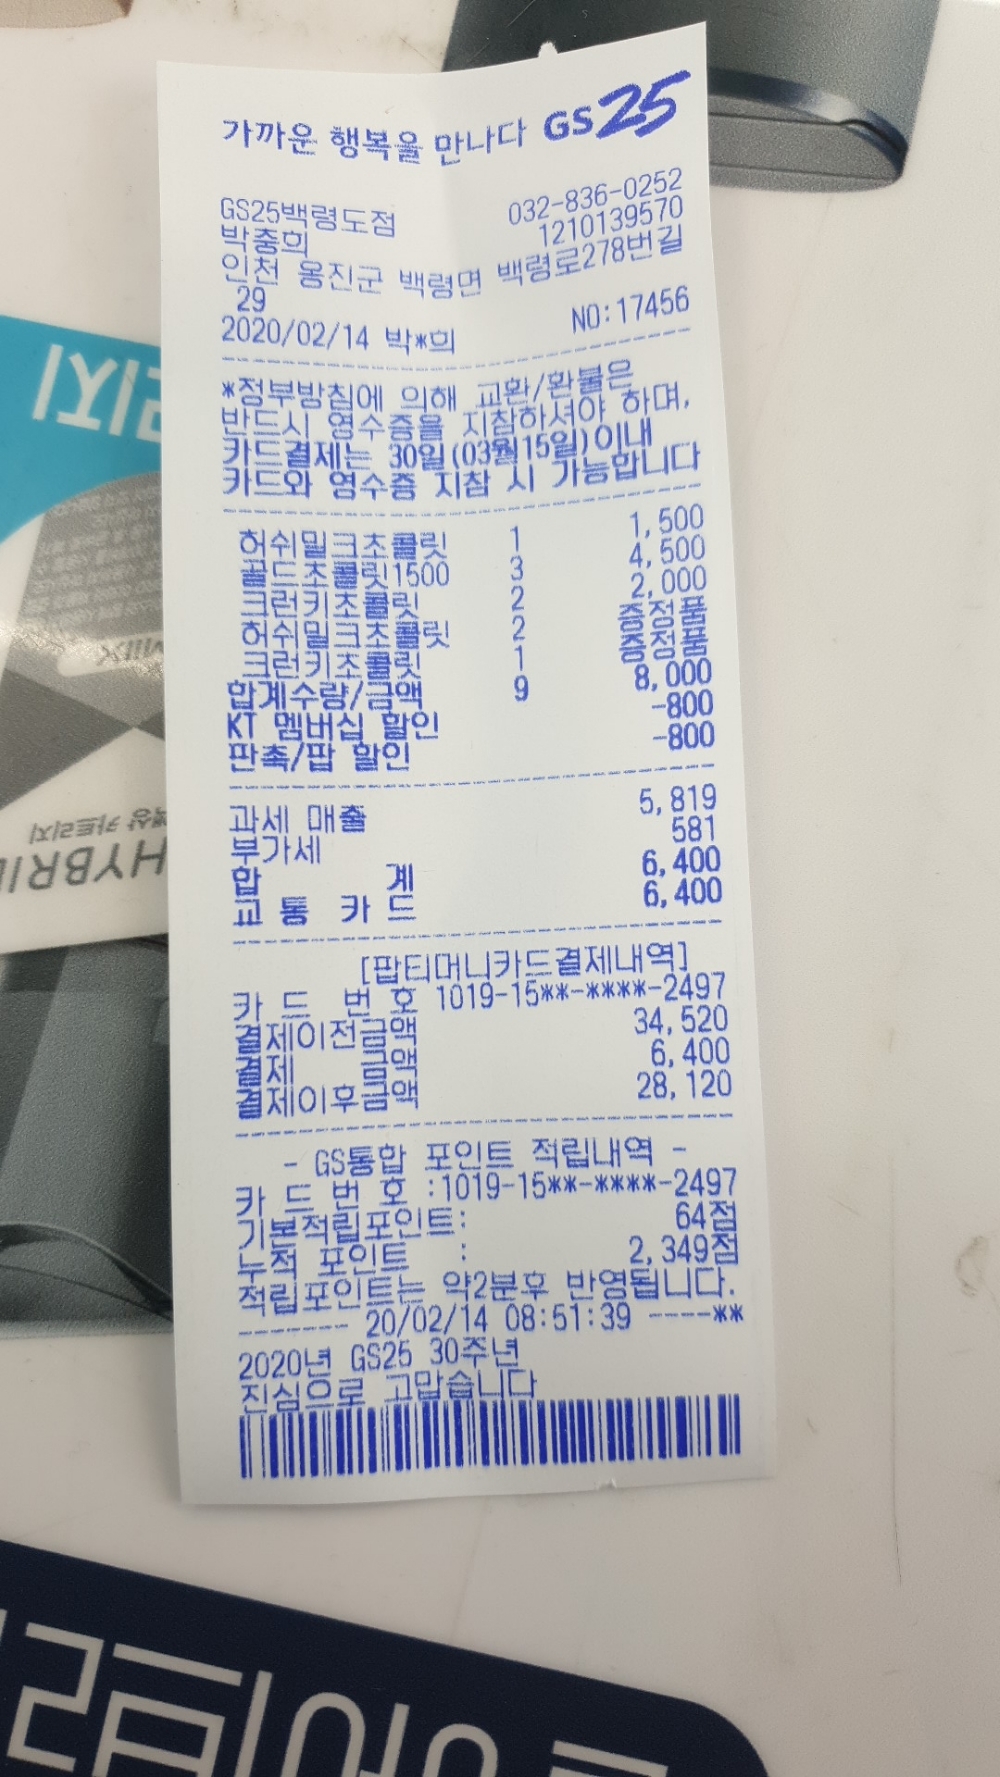 가까운 행복을 만나다 GS25
GS25백령도점 032-836-0252
박충희 1210139570
인천 옹진군 백령면 백령로278번길
29
2020/02/14 박*희 NO:17456
*정부방침에 의해 교환/환불은
반드시 영수증을 지참하셔야 하며,
카드결제는 30일(03월15일)이내
카드와 영수증 지참 시 가능합니다
허쉬밀크초콜릿 1 1,500
골드초콜릿1500 3 4,500
크런키초콜릿 2 2,000
허쉬밀크초콜릿 2 증정품
크런키초콜릿 1 증정품
합계수량/금액 9 8,000
KT 멤버십 할인 -800
판촉/팝 할인 -800
과세 매출 5,819
부가세 581
합 계 6,400
교 통 카 드 6,400
[팝티머니카드결제내역]
카 드 번 호 1019-15**-****-2497
결제이전금액 34,520
결제 금액 6,400
결제이후금액 28,120
- GS통합 포인트 적립내역 -
카 드 번 호 :1019-15**-****-2497
기본적립포인트: 64점
누적 포인트 : 2,349점
적립포인트는 약2분후 반영됩니다.
------- 20/02/14 08:51:39 ----**
2020년 GS25 30주년
진심으로 고맙습니다
MIIX
액상 카트리지
HYBRI